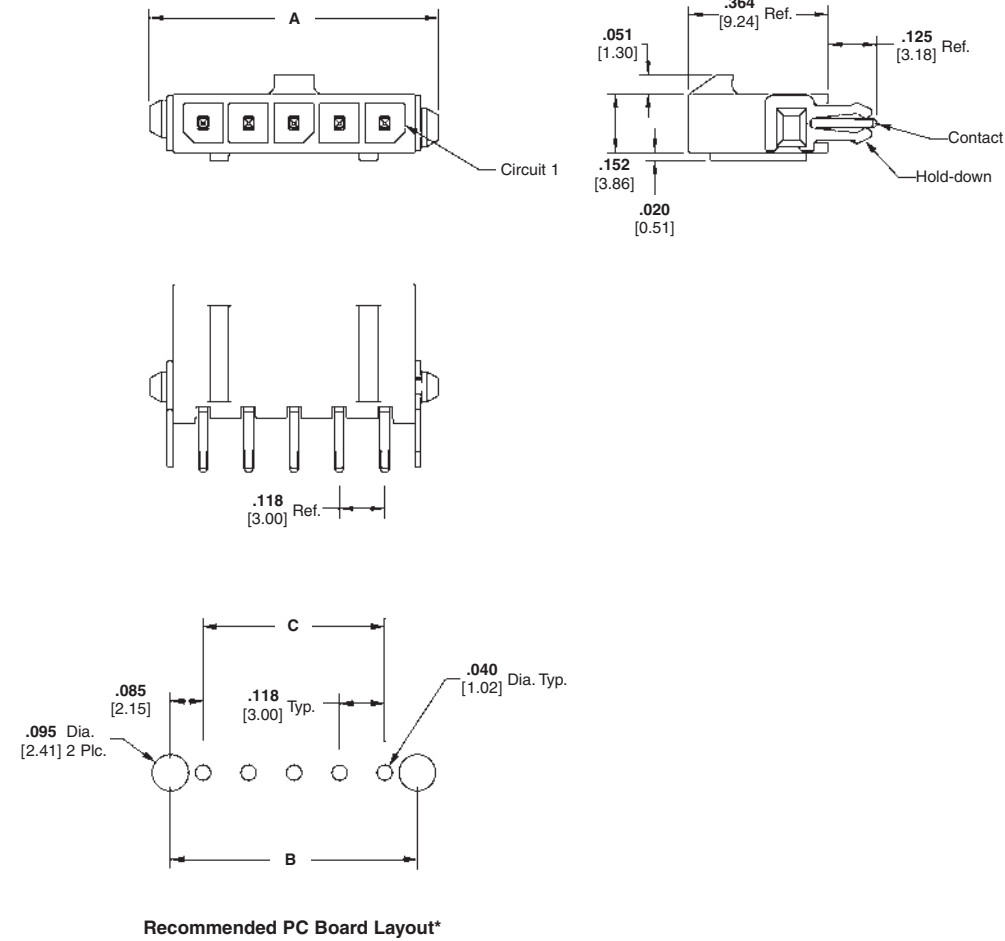 A
.364
[9.24] Ref.
.051
[1.30]
.125
[3.18] Ref.
Circuit 1
Contact
Hold-down
.152
[3.86]
.020
[0.51]
.118
[3.00] Ref.
C
.085
[2.15]
.118
[3.00] Typ.
.040
[1.02] Dia. Typ.
.095 Dia.
[2.41] 2 Plc.
B
Recommended PC Board Layout*